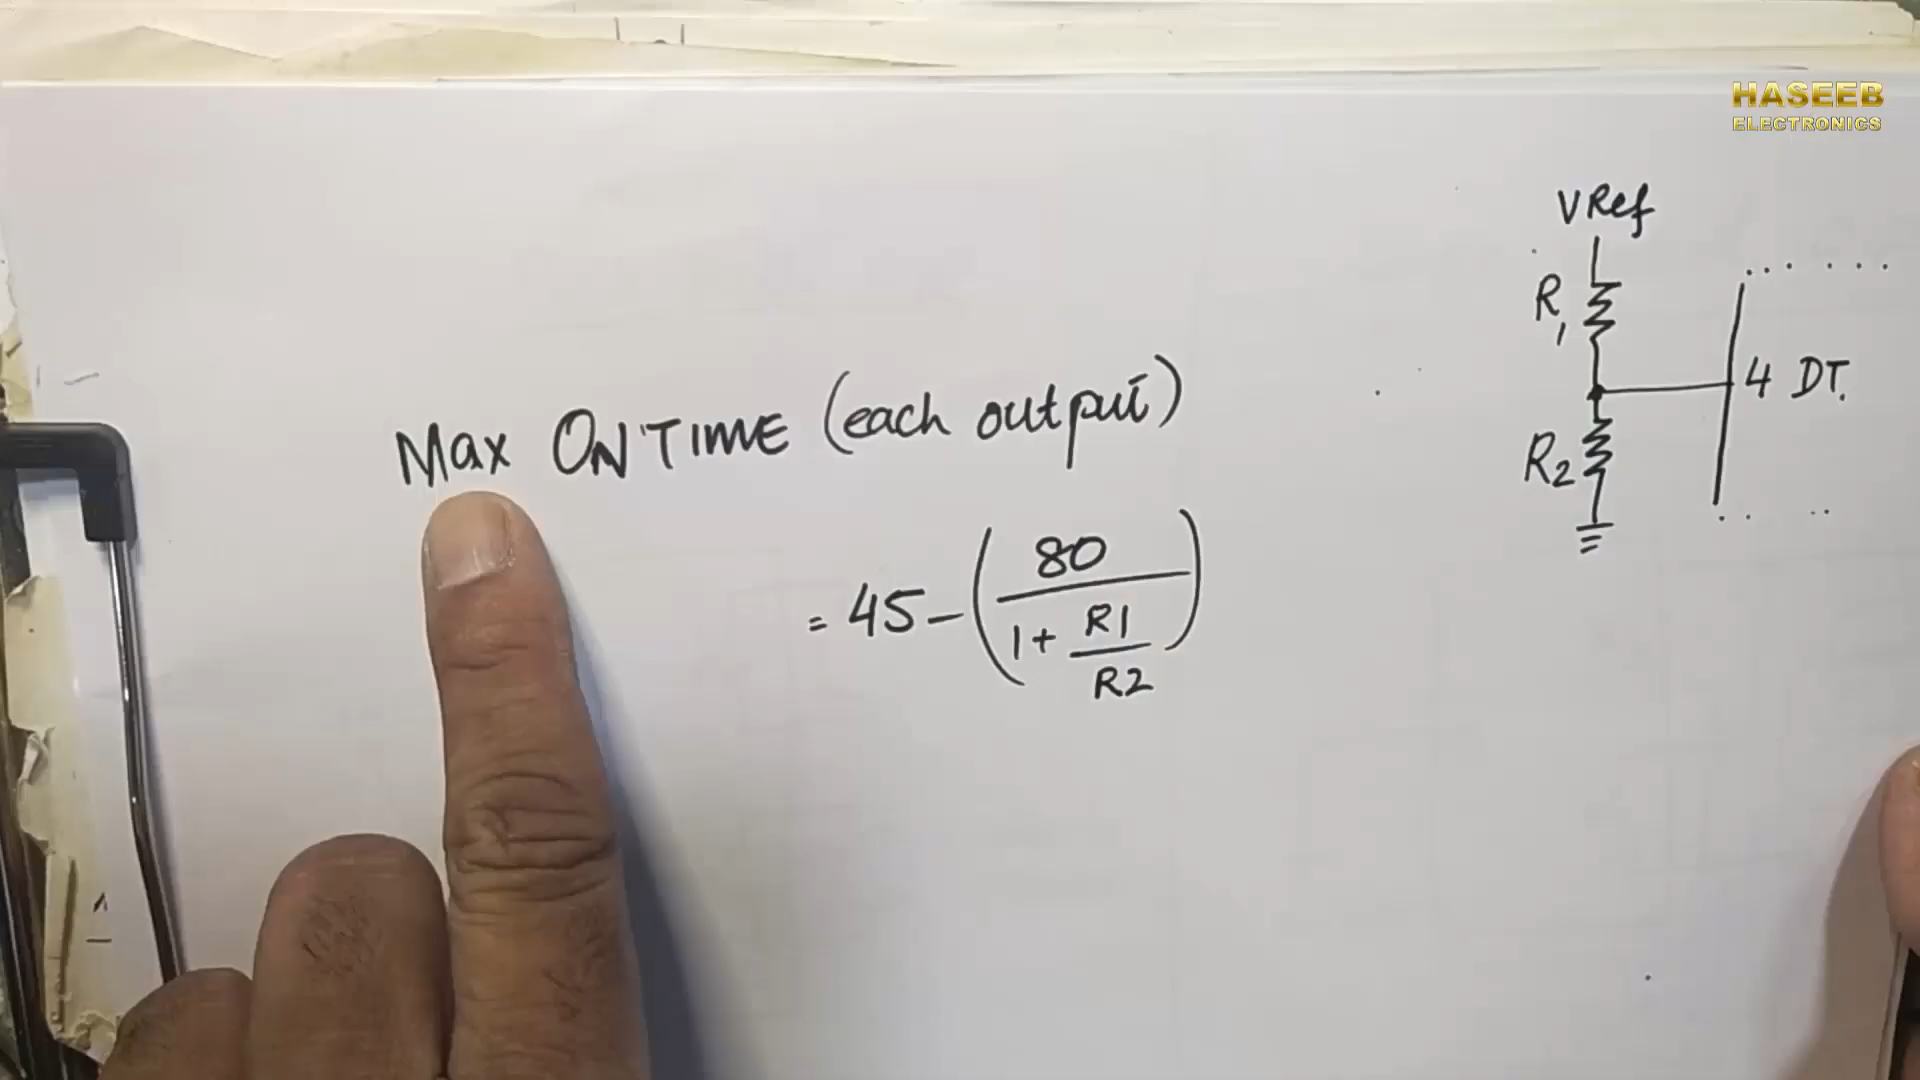 HASEEB
ELECTRONICS
VRef
R1
4 DT.
R2
Max ON TIME (each output)
= 45 - (80 / (1 + R1 / R2))